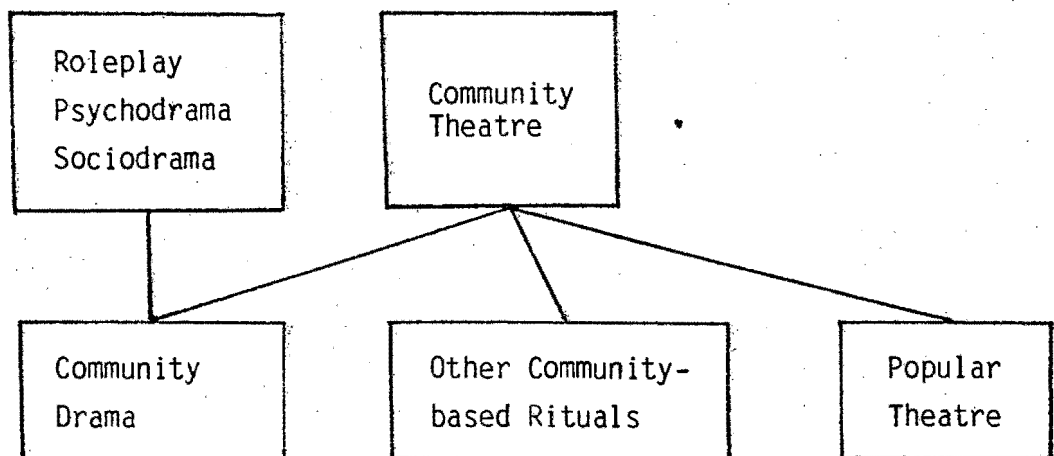 Roleplay
Psychodrama
Sociodrama
Community
Theatre
Community
Drama
Other Community-
based Rituals
Popular
Theatre